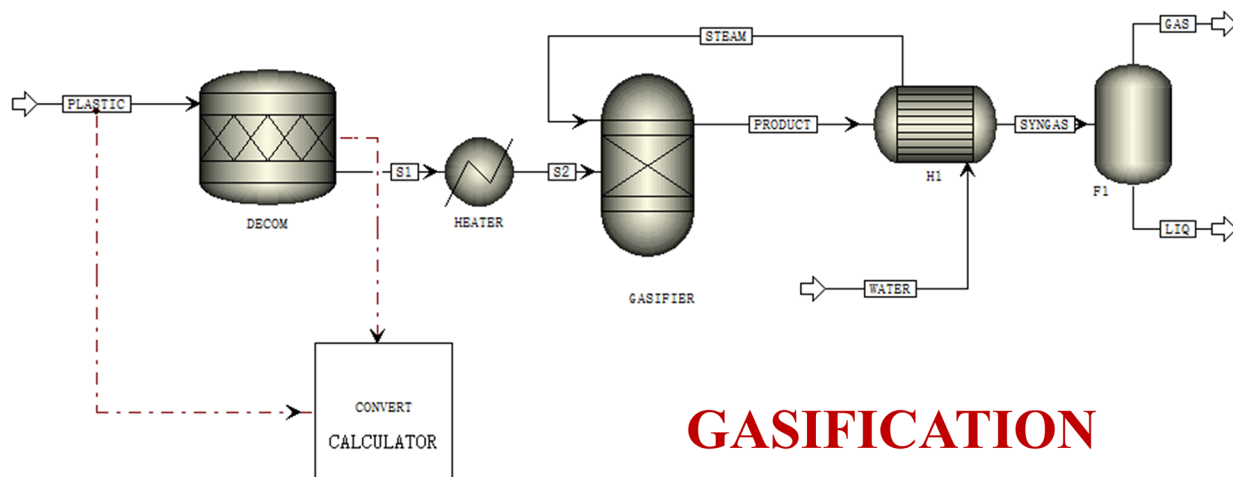 GAS
STEAM
PLASTIC
PRODUCT
SYNGAS
S1
S2
H1
F1
DECOM
HEATER
LIQ
WATER
GASIFIER
CONVERT
CALCULATOR
GASIFICATION